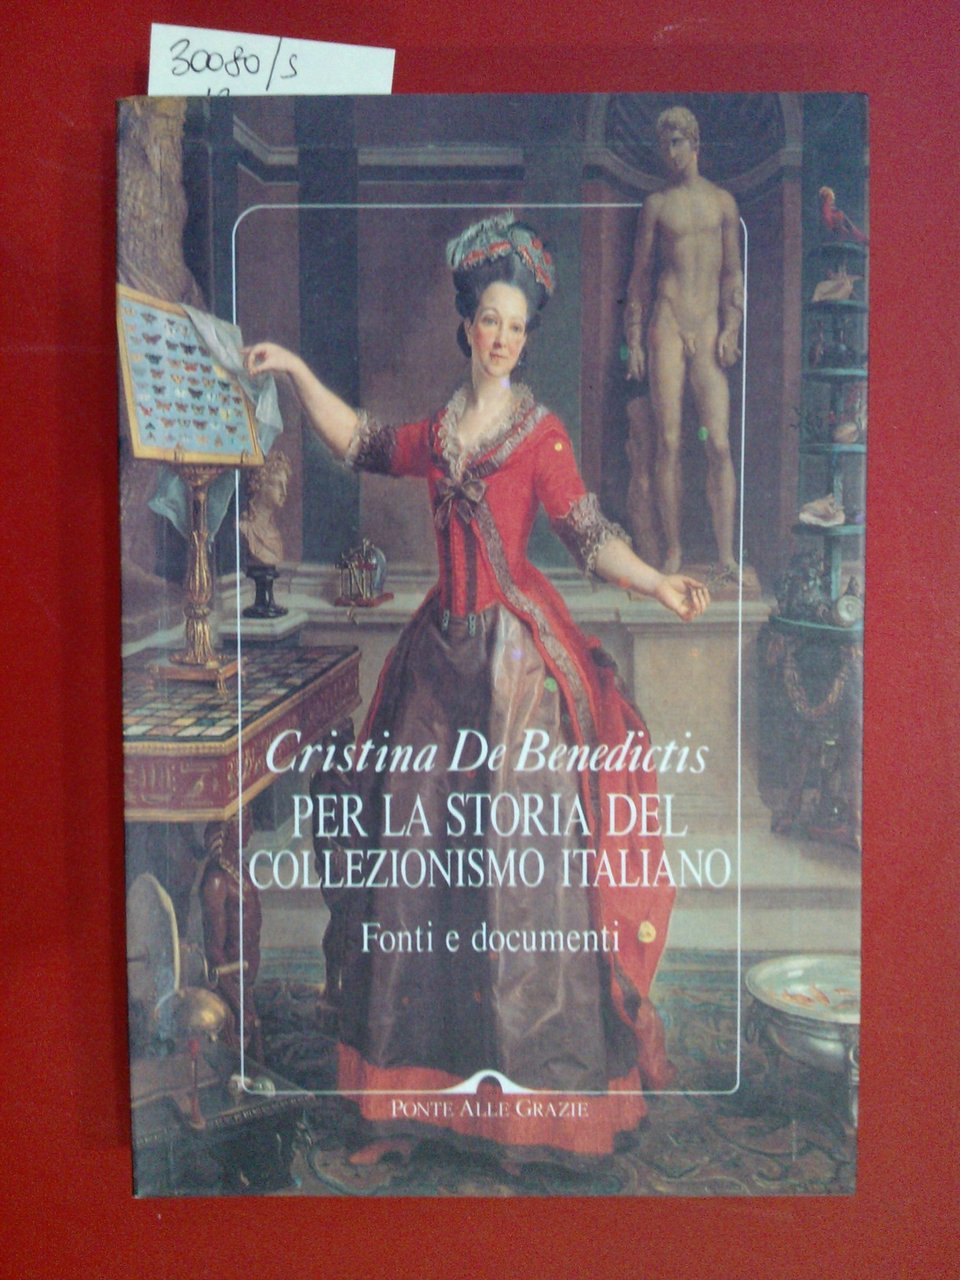 30080/s
Cristina De Benedictis
PER LA STORIA DEL
COLLEZIONISMO ITALIANO
Fonti e documenti
PONTE ALLE GRAZIE